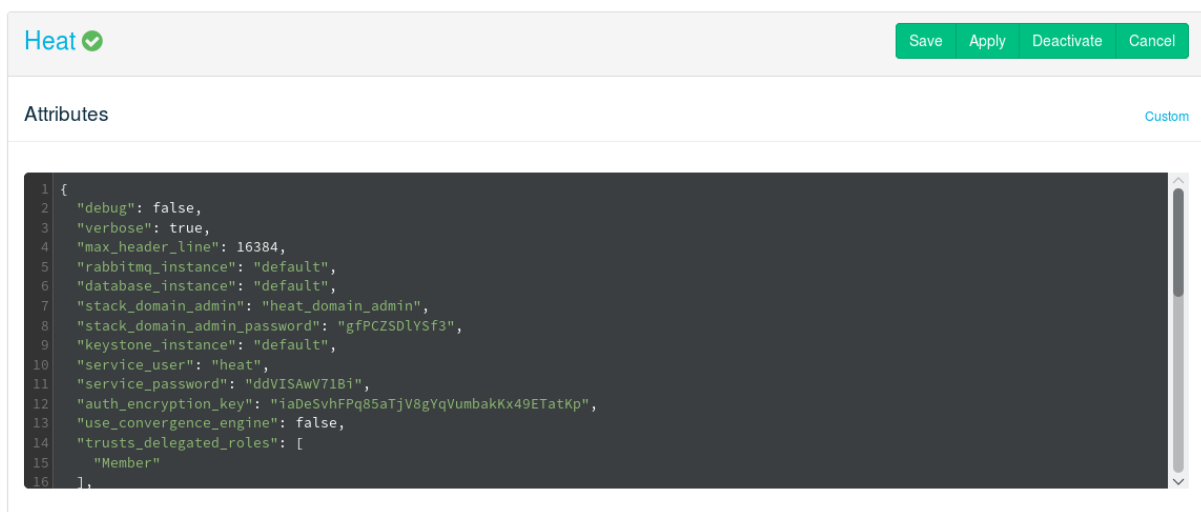 Heat
Save Apply Deactivate Cancel
Attributes
Custom
1 {
2 "debug": false,
3 "verbose": true,
4 "max_header_line": 16384,
5 "rabbitmq_instance": "default",
6 "database_instance": "default",
7 "stack_domain_admin": "heat_domain_admin",
8 "stack_domain_admin_password": "gfPCZSDlYSf3",
9 "keystone_instance": "default",
10 "service_user": "heat",
11 "service_password": "ddVISAwV71Bi",
12 "auth_encryption_key": "iaDeSvhFPq85aTjV8gYqVumbakKx49ETatKp",
13 "use_convergence_engine": false,
14 "trusts_delegated_roles": [
15 "Member"
16 ],